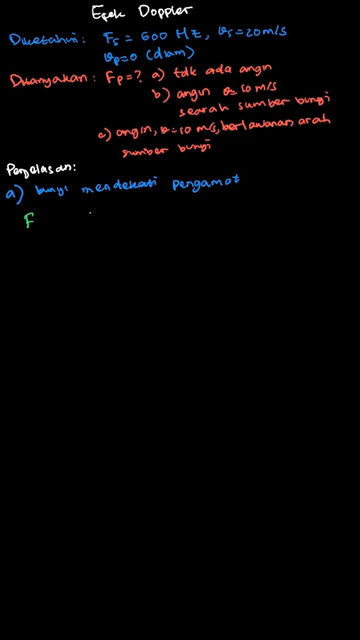 Efek Doppler
Diketahui: Fs = 600 Hz, vs = 20 m/s
vp = 0 (diam)
Ditanyakan: Fp = ? a) tdk ada angin
b) angin v = 10 m/s
searah sumber bunyi
c) angin, v = 10 m/s, berlawanan arah
sumber bunyi
Penjelasan:
a) bunyi mendekati pengamat
F